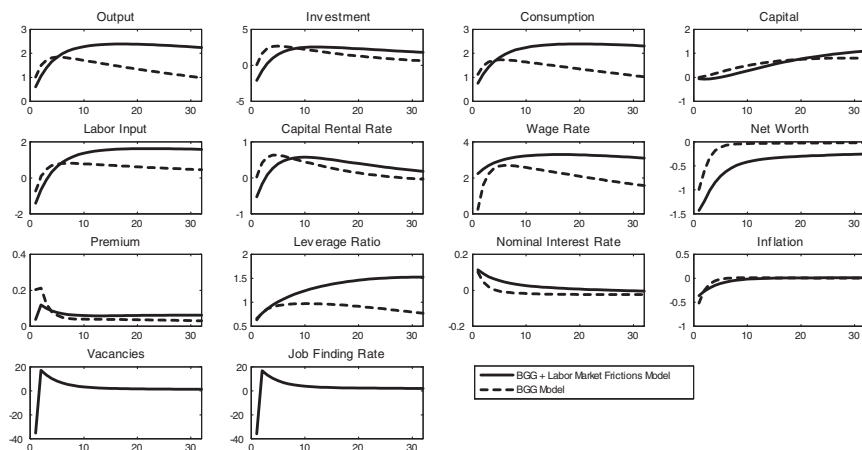 Output Investment Consumption Capital
3 5 3 2
2 1
1 0 1 0
0 -5 0 1
0 10 20 30 0 10 20 30 0 10 20 30 0 10 20 30
Labor Input Capital Rental Rate Wage Rate Net Worth
2 1 4 0
-0.5
0 0 2 -1
-2 -1 0 -1.5
0 10 20 30 0 10 20 30 0 10 20 30 0 10 20 30
Premium Leverage Ratio Nominal Interest Rate Inflation
0.4 2 0.2 0.5
0.2 1.5 0 0
1 -0.5
0 0.5 -0.2 -1
0 10 20 30 0 10 20 30 0 10 20 30 0 10 20 30
Vacancies Job Finding Rate
20 20
0 0
-20 -20
-40 -40
0 10 20 30 0 10 20 30
BGG + Labor Market Frictions Model
BGG Model